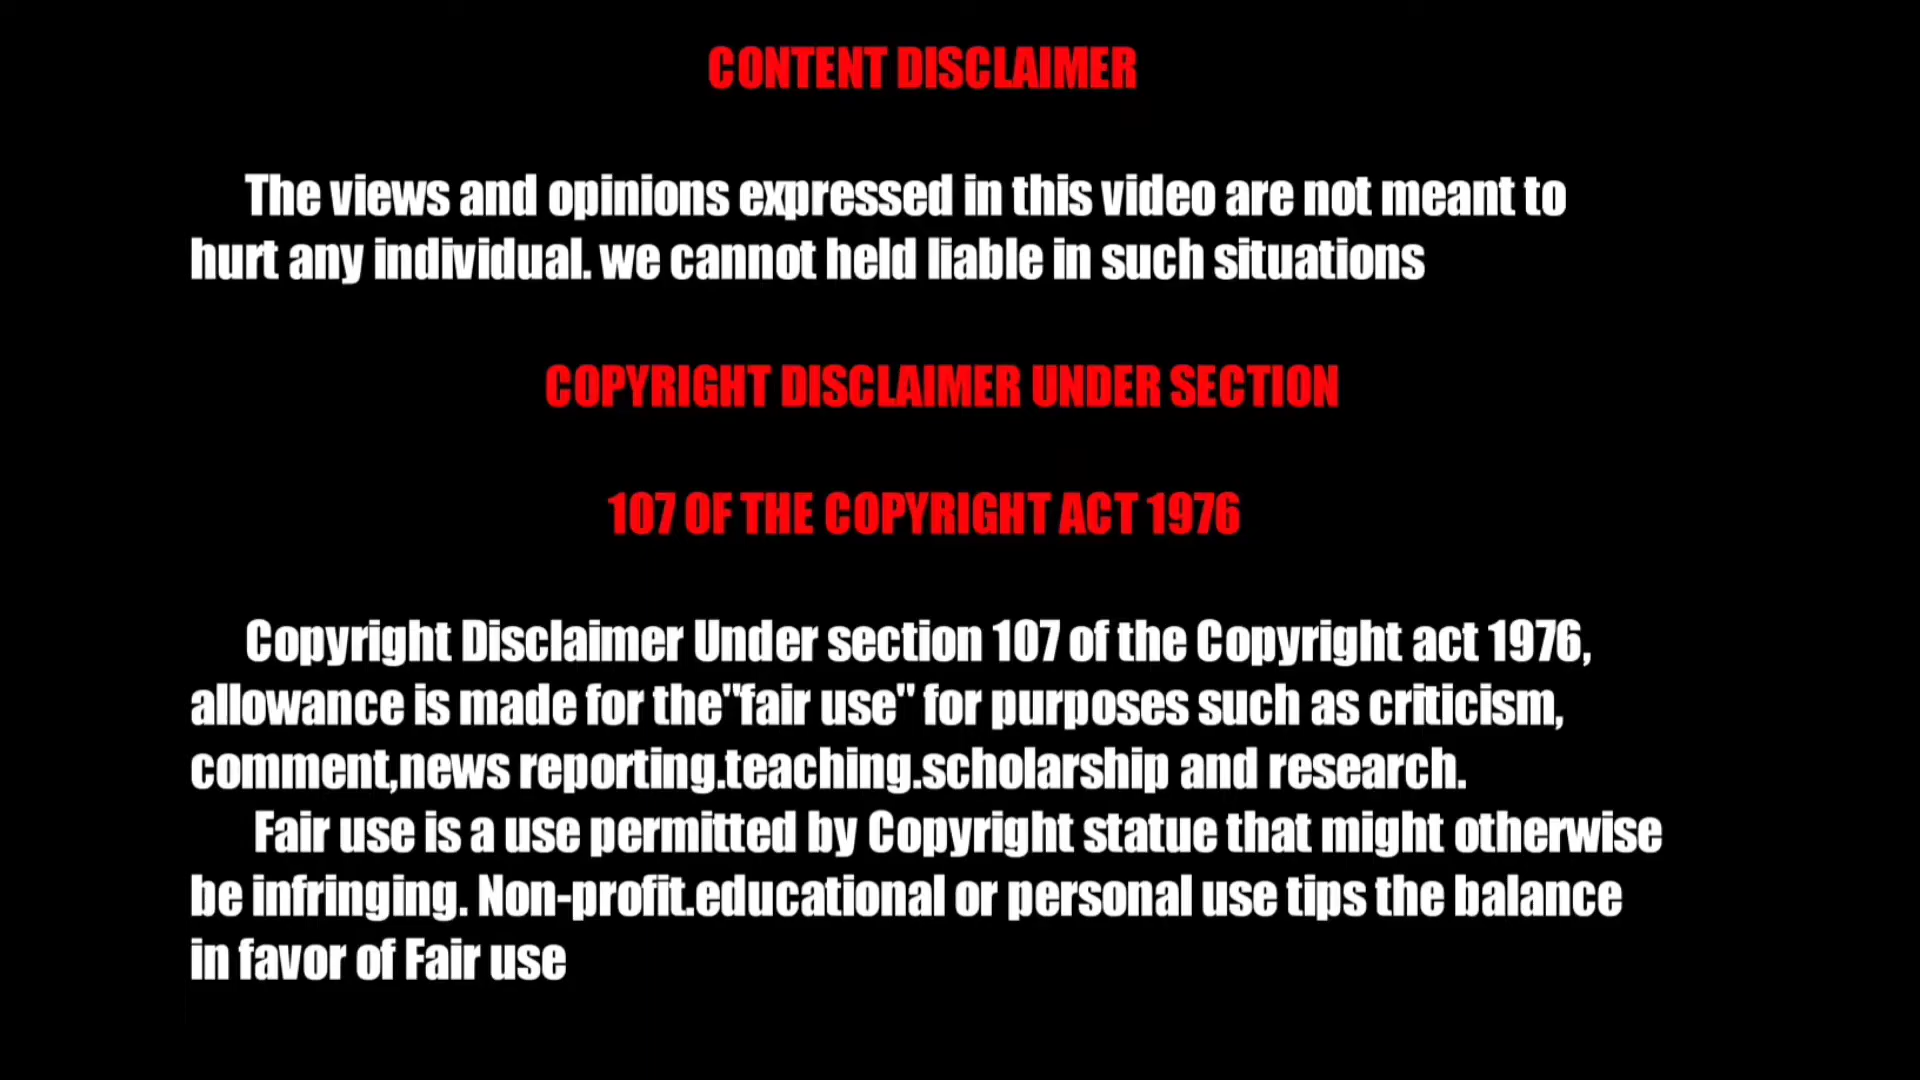 CONTENT DISCLAIMER
The views and opinions expressed in this video are not meant to
hurt any individual. we cannot held liable in such situations
COPYRIGHT DISCLAIMER UNDER SECTION
107 OF THE COPYRIGHT ACT 1976
Copyright Disclaimer Under section 107 of the Copyright act 1976,
allowance is made for the"fair use" for purposes such as criticism,
comment,news reporting.teaching.scholarship and research.
Fair use is a use permitted by Copyright statue that might otherwise
be infringing. Non-profit.educational or personal use tips the balance
in favor of Fair use